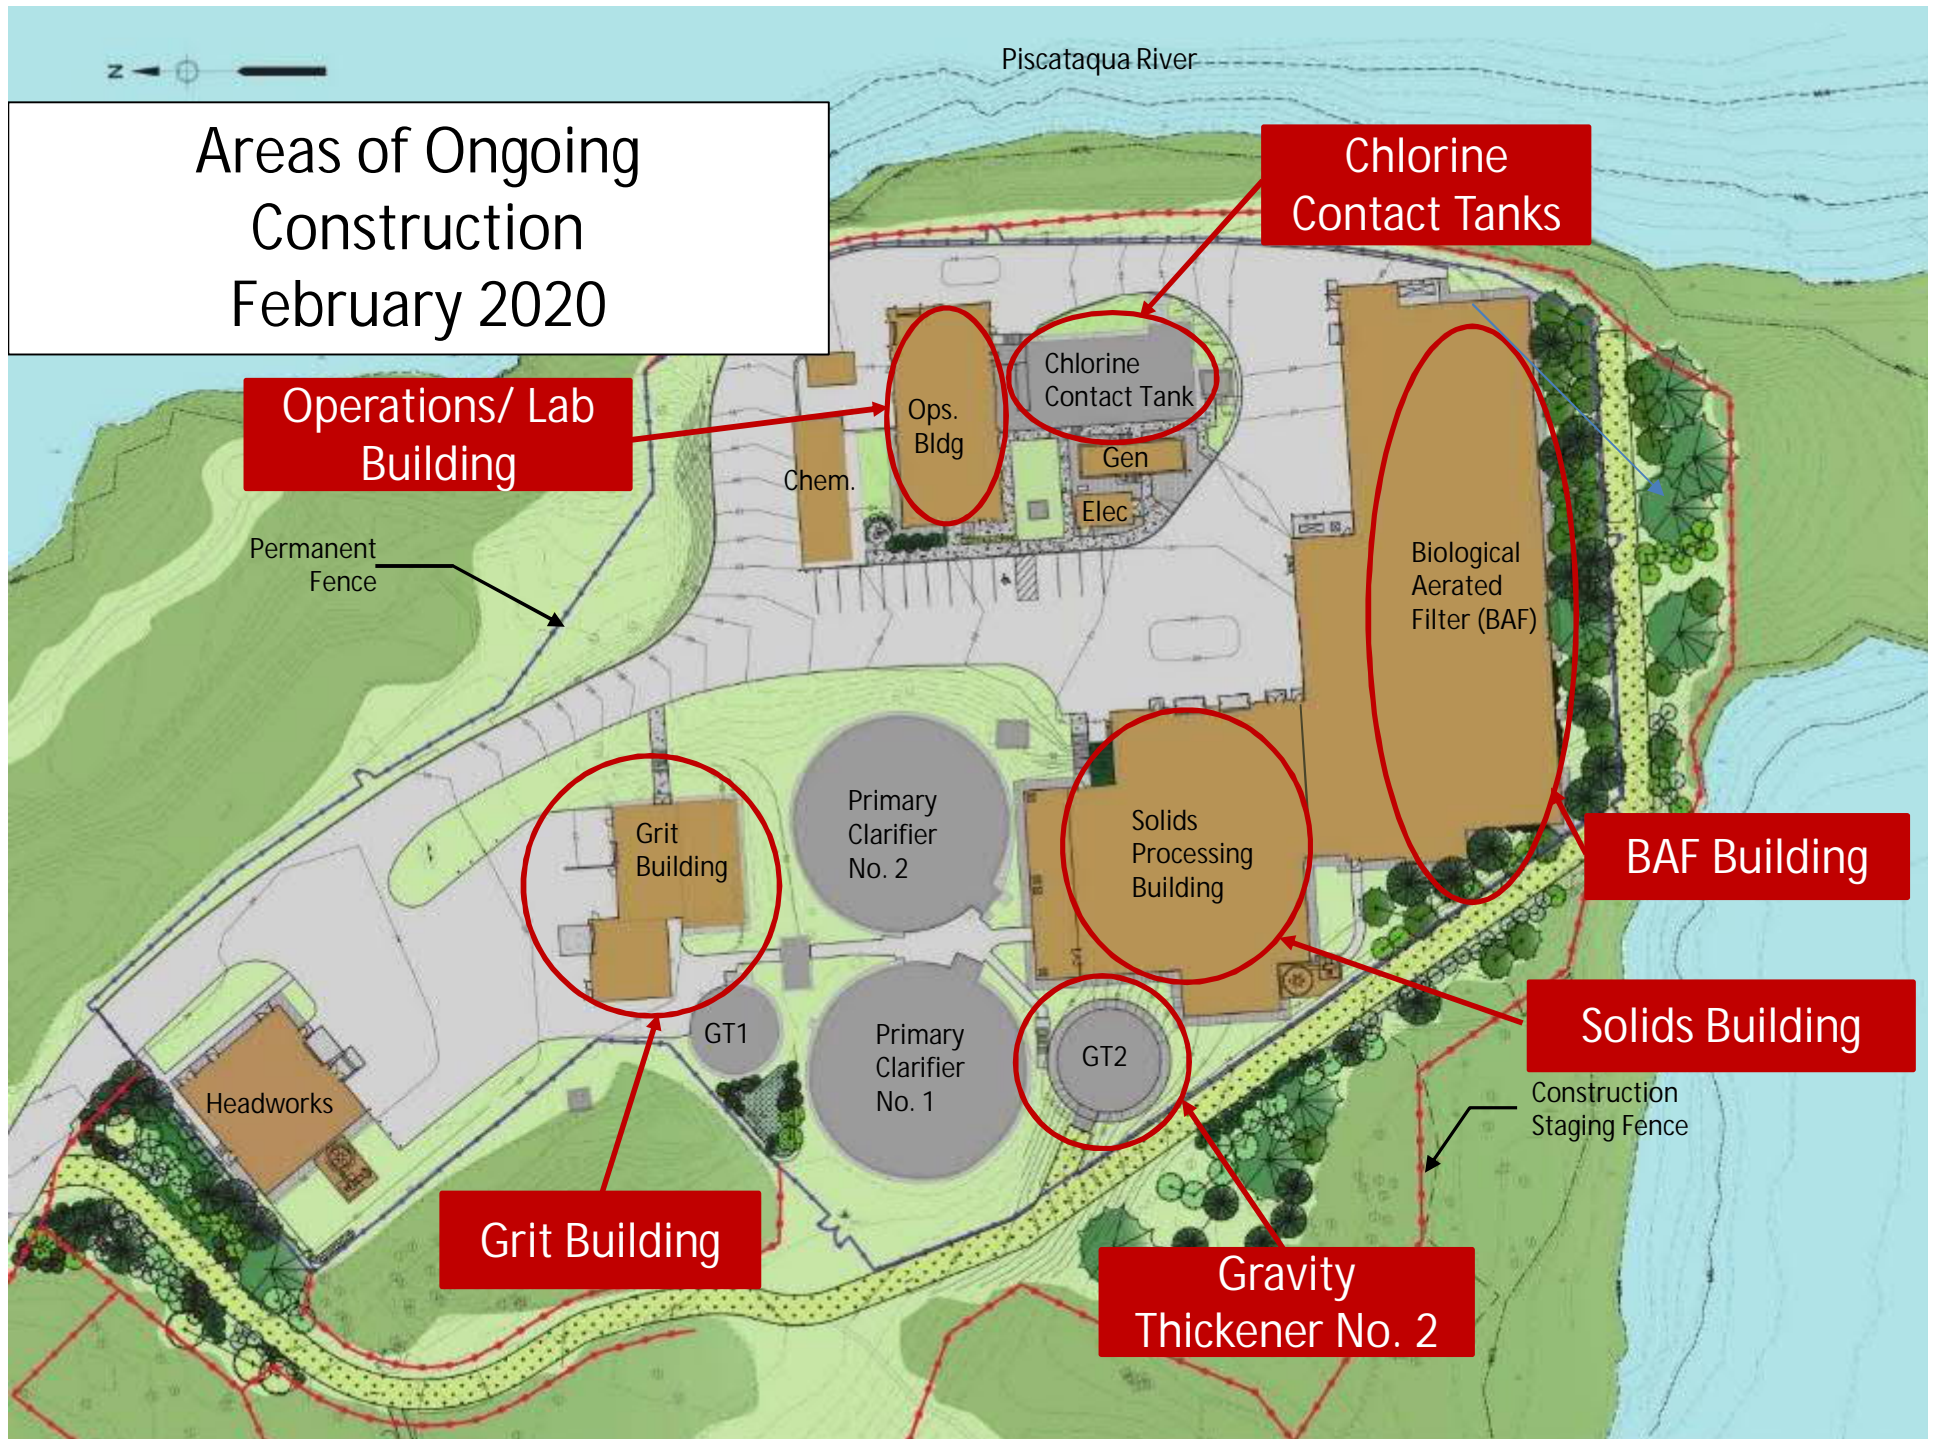 N
Piscataqua River
Areas of Ongoing
Construction
February 2020
Chlorine
Contact Tanks
Operations/ Lab
Building
Chlorine
Contact Tank
Ops.
Bldg
Gen
Chem.
Elec
Permanent
Fence
Biological
Aerated
Filter (BAF)
Primary
Clarifier
No. 2
Grit
Building
Solids
Processing
Building
BAF Building
GT1
Primary
Clarifier
No. 1
GT2
Solids Building
Headworks
Construction
Staging Fence
Grit Building
Gravity
Thickener No. 2